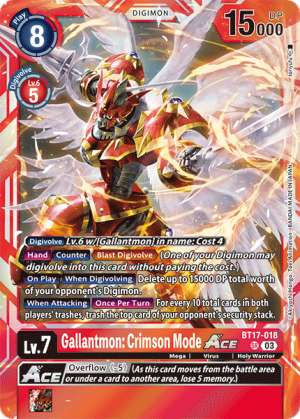 DIGIMON
Play
8
DP
15000
Digivolve
Lv.6
5
Digivolve Lv.6 w/[Gallantmon] in name: Cost 4
Hand Counter Blast Digivolve (One of your Digimon may
digivolve into this card without paying the cost.)
On Play When Digivolving Delete up to 15000 DP total worth
of your opponent's Digimon.
When Attacking Once Per Turn For every 10 total cards in both
players' trashes, trash the top card of your opponent's security stack.
BT17-018
Lv.7 Gallantmon: Crimson Mode ACE
03
Mega Virus Holy Warrior
ACE Overflow ⟨-5⟩ (As this card moves from the battle area
or under a card to another area, lose 5 memory.)